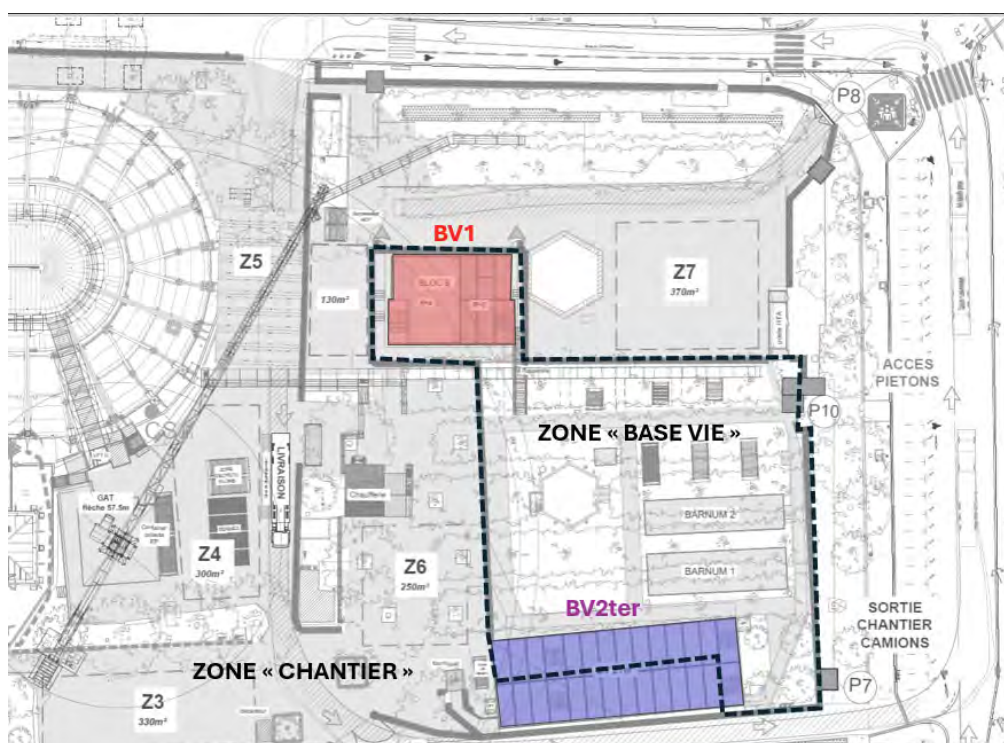 P8
BV1
Z5
BLOC B
Z7
370m²
130m²
ACCES
PIETONS
P10
ZONE « BASE VIE »
LIVRAISON
GAT
flèche 57.5m
Chaufferie
BARNUM 2
Z4
300m²
Z6
250m²
BARNUM 1
BV2ter
SORTIE
CHANTIER
CAMIONS
ZONE « CHANTIER »
P7
Z3
330m²